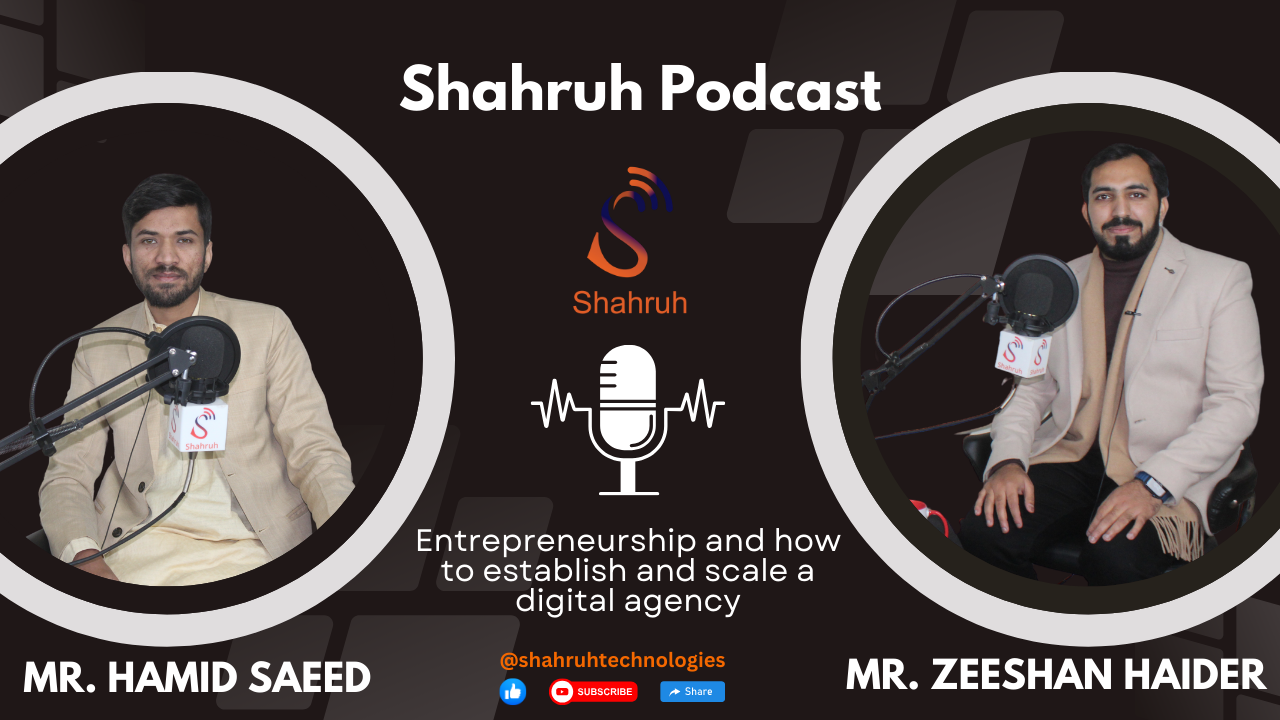 Shahruh Podcast
Shahruh
Shahruh
Shahruh
Entrepreneurship and how
to establish and scale a
digital agency
MR. HAMID SAEED
@shahruhtechnologies
SUBSCRIBE
Share
MR. ZEESHAN HAIDER